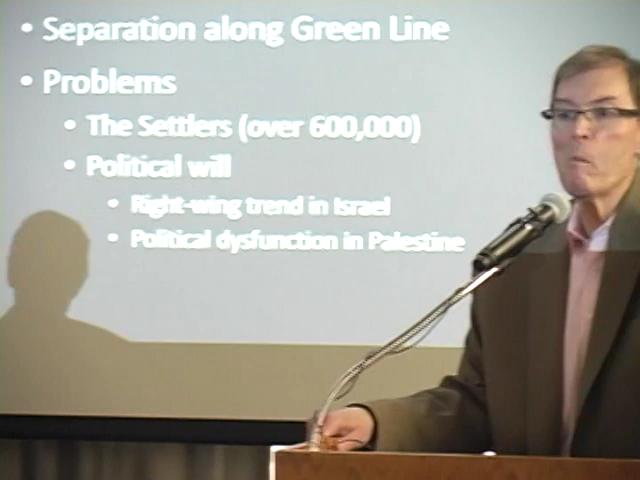 • Separation along Green Line
• Problems
• The Settlers (over 600,000)
• Political will
• Right-wing trend in Israel
• Political dysfunction in Palestine